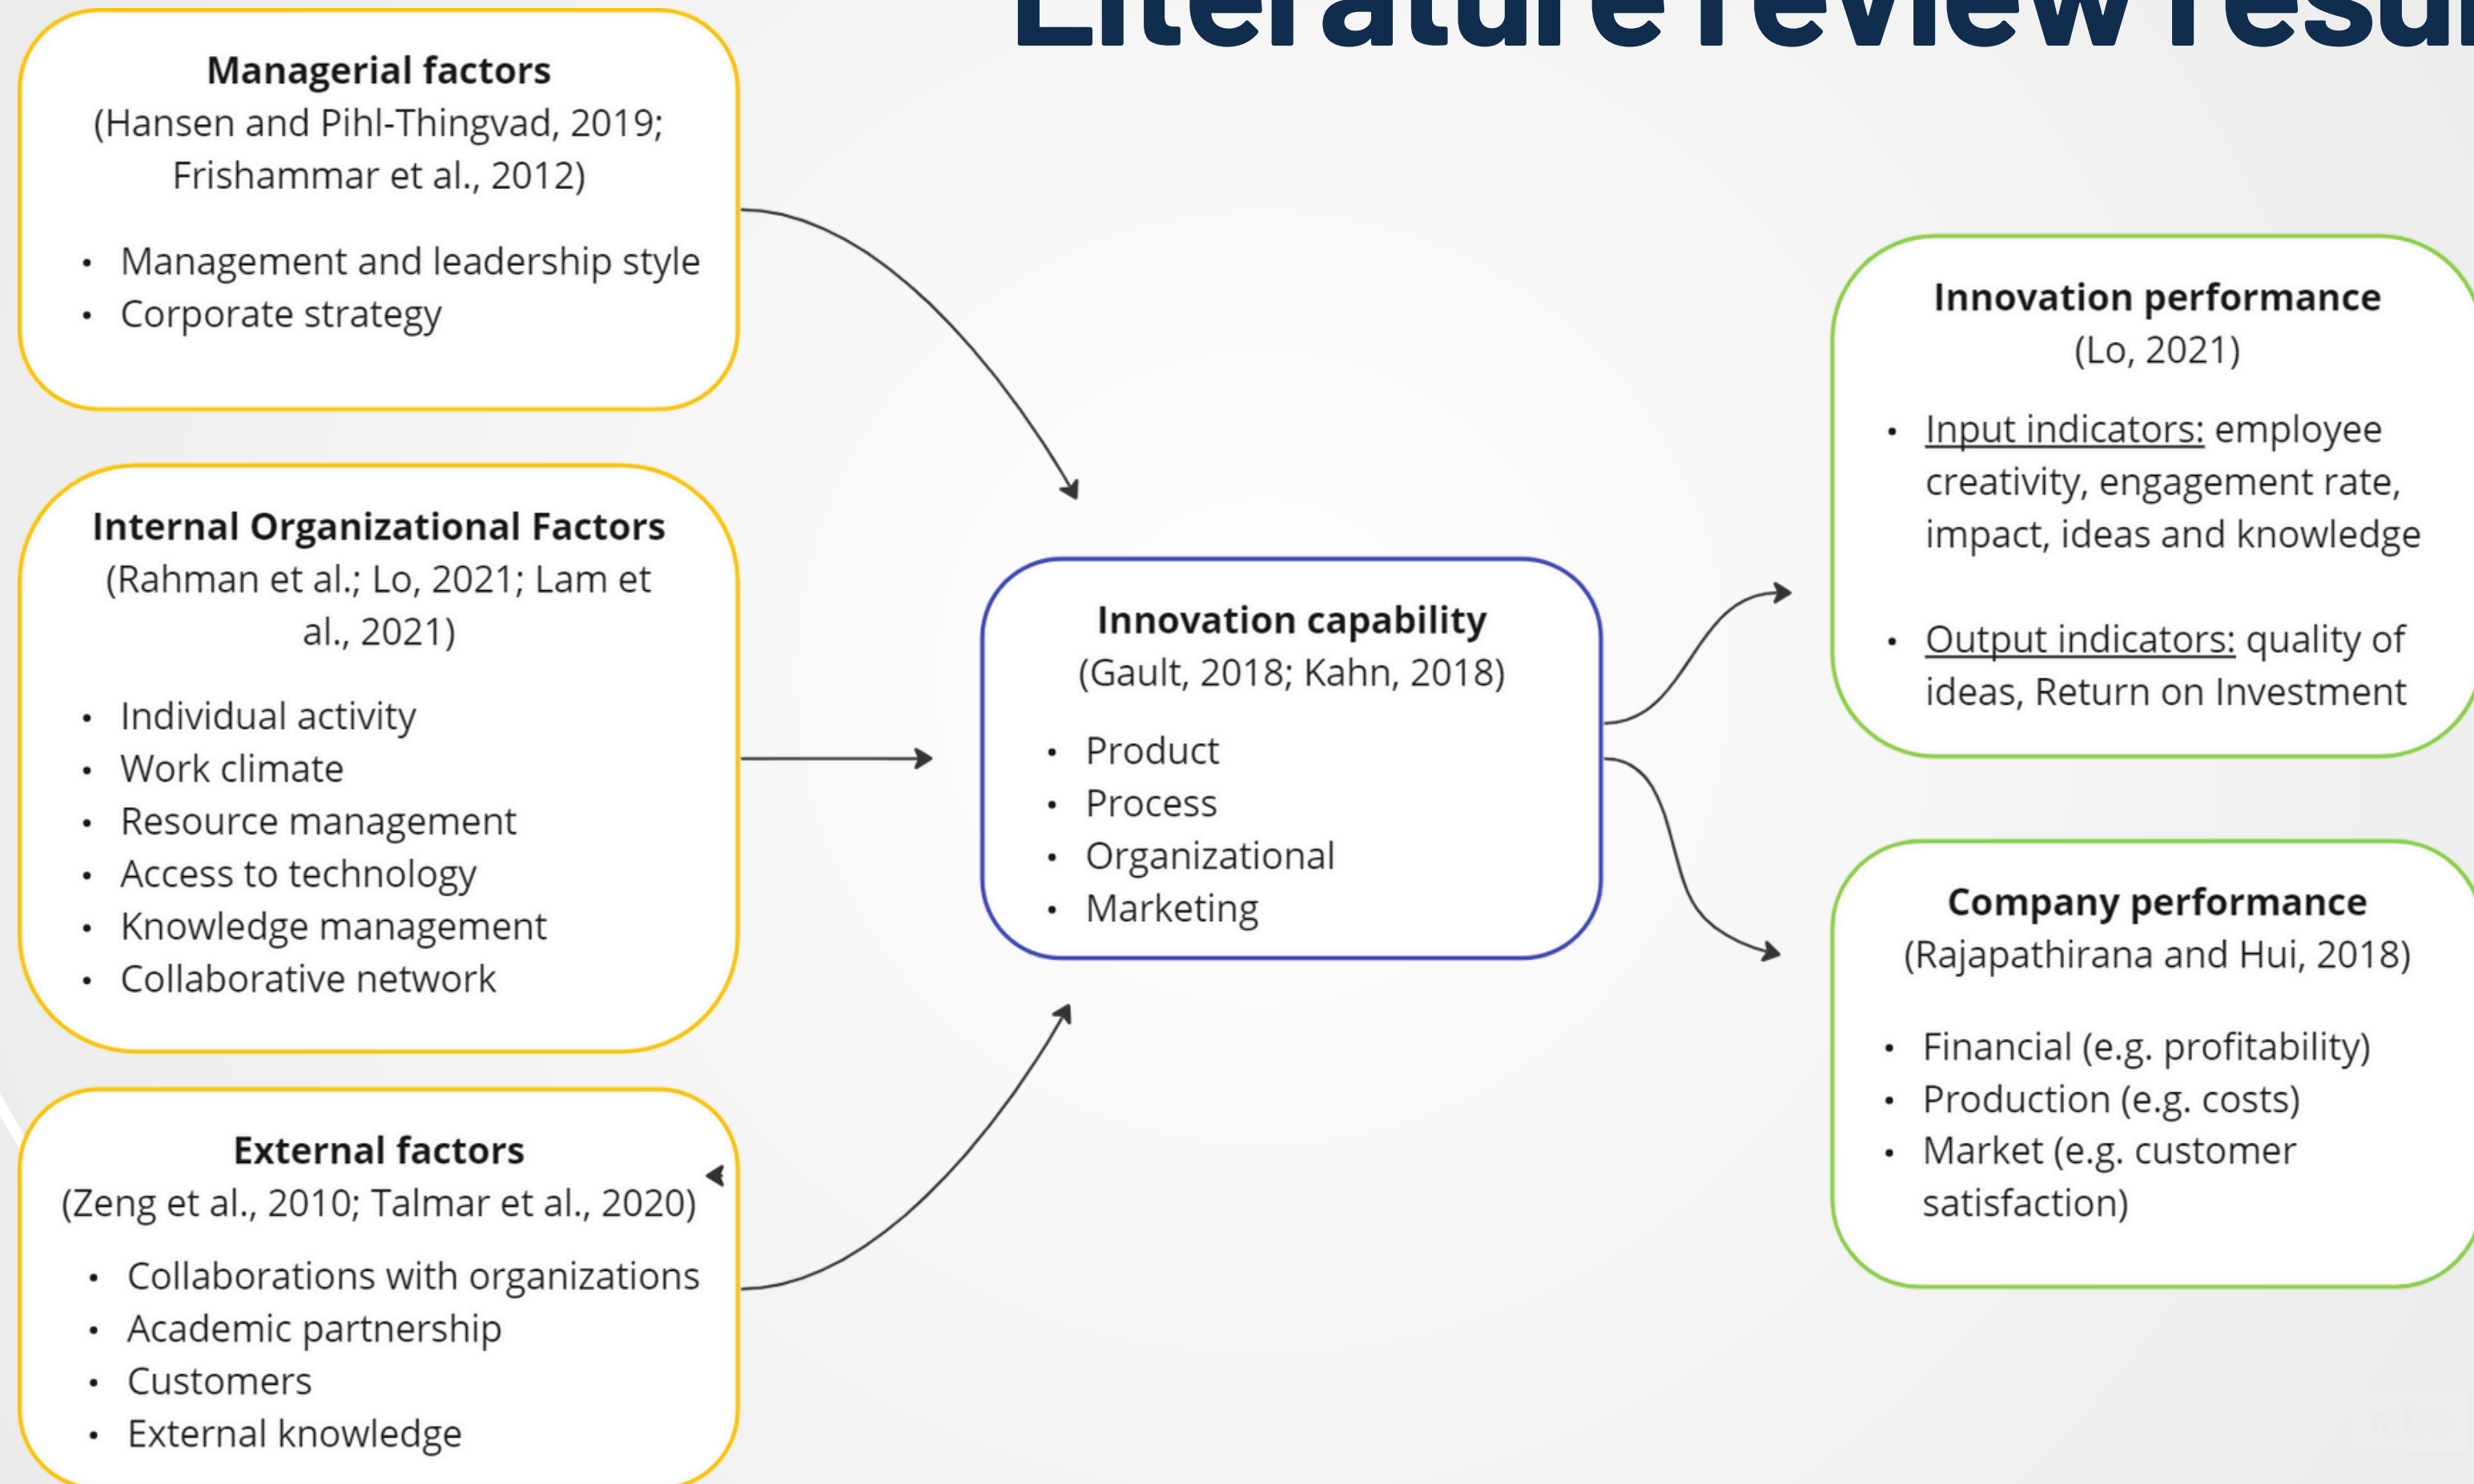 Literature review resul
Managerial factors
(Hansen and Pihl-Thingvad, 2019;
Frishammar et al., 2012)
• Management and leadership style
• Corporate strategy
Internal Organizational Factors
(Rahman et al.; Lo, 2021; Lam et
al., 2021)
• Individual activity
• Work climate
• Resource management
• Access to technology
• Knowledge management
• Collaborative network
External factors
(Zeng et al., 2010; Talmar et al., 2020)
• Collaborations with organizations
• Academic partnership
• Customers
• External knowledge
Innovation capability
(Gault, 2018; Kahn, 2018)
• Product
• Process
• Organizational
• Marketing
Innovation performance
(Lo, 2021)
• Input indicators: employee
creativity, engagement rate,
impact, ideas and knowledge
• Output indicators: quality of
ideas, Return on Investment
Company performance
(Rajapathirana and Hui, 2018)
• Financial (e.g. profitability)
• Production (e.g. costs)
• Market (e.g. customer
satisfaction)
miro